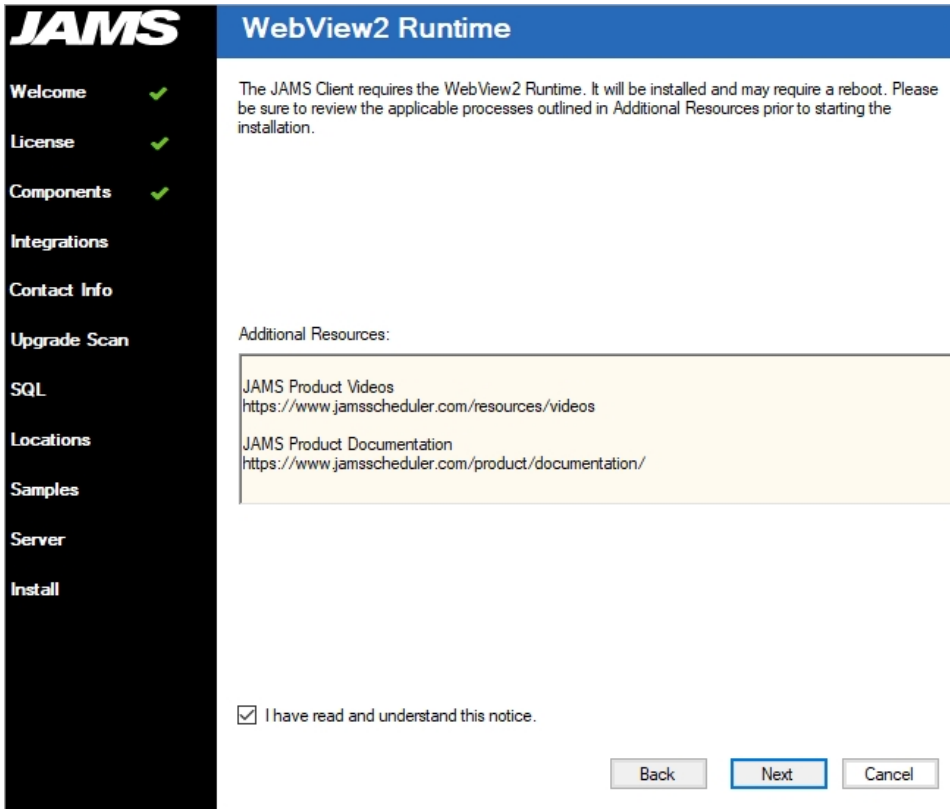 JAMS
WebView2 Runtime
Welcome
License
Components
Integrations
Contact Info
Upgrade Scan
SQL
Locations
Samples
Server
Install
The JAMS Client requires the WebView2 Runtime. It will be installed and may require a reboot. Please
be sure to review the applicable processes outlined in Additional Resources prior to starting the
installation.
Additional Resources:
JAMS Product Videos
https://www.jamsscheduler.com/resources/videos
JAMS Product Documentation
https://www.jamsscheduler.com/product/documentation/
I have read and understand this notice.
Back
Next
Cancel